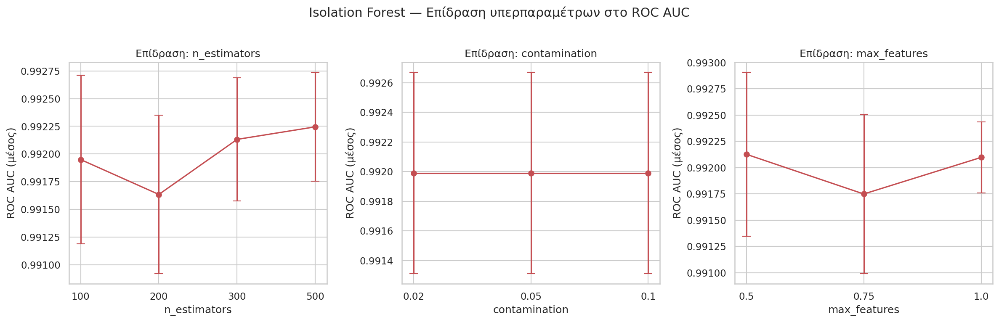 Isolation Forest — Επίδραση υπερπαραμέτρων στο ROC AUC
Επίδραση: n_estimators
ROC AUC (μέσος)
0.99275
0.99250
0.99225
0.99200
0.99175
0.99150
0.99125
0.99100
100 200 300 500
n_estimators
Επίδραση: contamination
ROC AUC (μέσος)
0.9926
0.9924
0.9922
0.9920
0.9918
0.9916
0.9914
0.02 0.05 0.1
contamination
Επίδραση: max_features
ROC AUC (μέσος)
0.99300
0.99275
0.99250
0.99225
0.99200
0.99175
0.99150
0.99125
0.99100
0.5 0.75 1.0
max_features